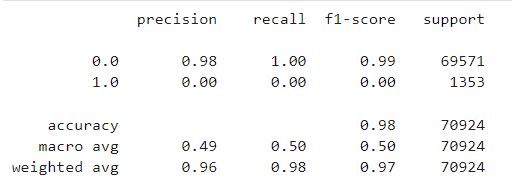 precision recall f1-score support
0.0 0.98 1.00 0.99 69571
1.0 0.00 0.00 0.00 1353
accuracy 0.98 70924
macro avg 0.49 0.50 0.50 70924
weighted avg 0.96 0.98 0.97 70924